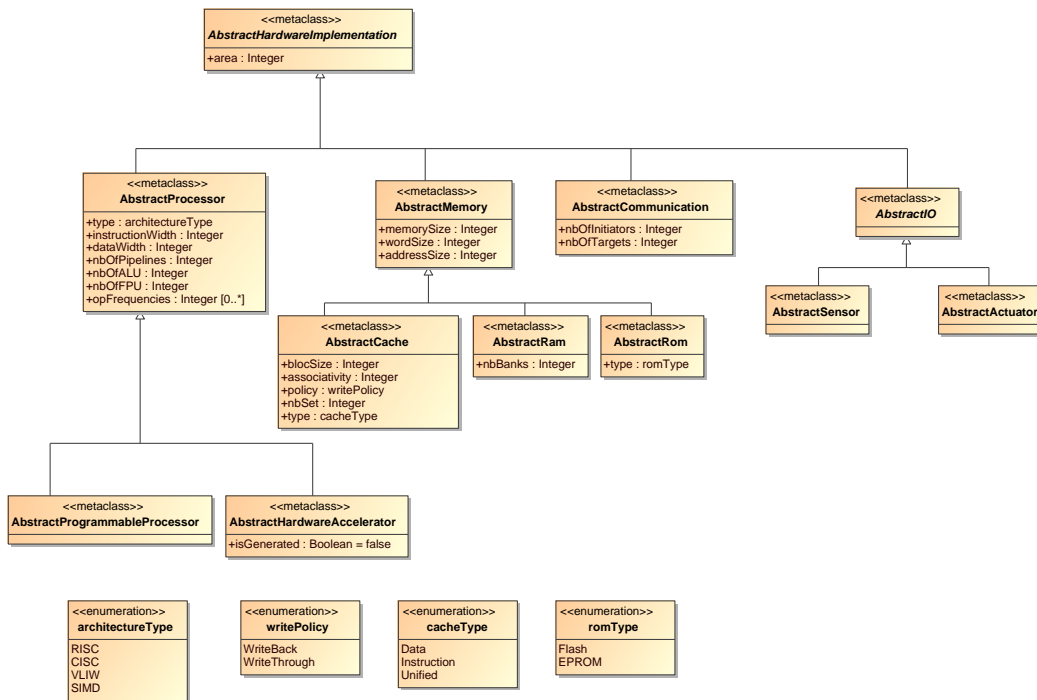 <<metaclass>>
AbstractHardwareImplementation
+area : Integer
<<metaclass>>
AbstractProcessor
+type : architectureType
+instructionWidth : Integer
+dataWidth : Integer
+nbOfPipelines : Integer
+nbOfALU : Integer
+nbOfFPU : Integer
+opFrequencies : Integer [0..*]
<<metaclass>>
AbstractMemory
+memorySize : Integer
+wordSize : Integer
+addressSize : Integer
<<metaclass>>
AbstractCommunication
+nbOfInitiators : Integer
+nbOfTargets : Integer
<<metaclass>>
AbstractIO
<<metaclass>>
AbstractCache
+blocSize : Integer
+associativity : Integer
+policy : writePolicy
+nbSet : Integer
+type : cacheType
<<metaclass>>
AbstractRam
+nbBanks : Integer
<<metaclass>>
AbstractRom
+type : romType
<<metaclass>>
AbstractSensor
<<metaclass>>
AbstractActuator
<<metaclass>>
AbstractProgrammableProcessor
<<metaclass>>
AbstractHardwareAccelerator
+isGenerated : Boolean = false
<<enumeration>>
architectureType
RISC
CISC
VLIW
SIMD
<<enumeration>>
writePolicy
WriteBack
WriteThrough
<<enumeration>>
cacheType
Data
Instruction
Unified
<<enumeration>>
romType
Flash
EPROM